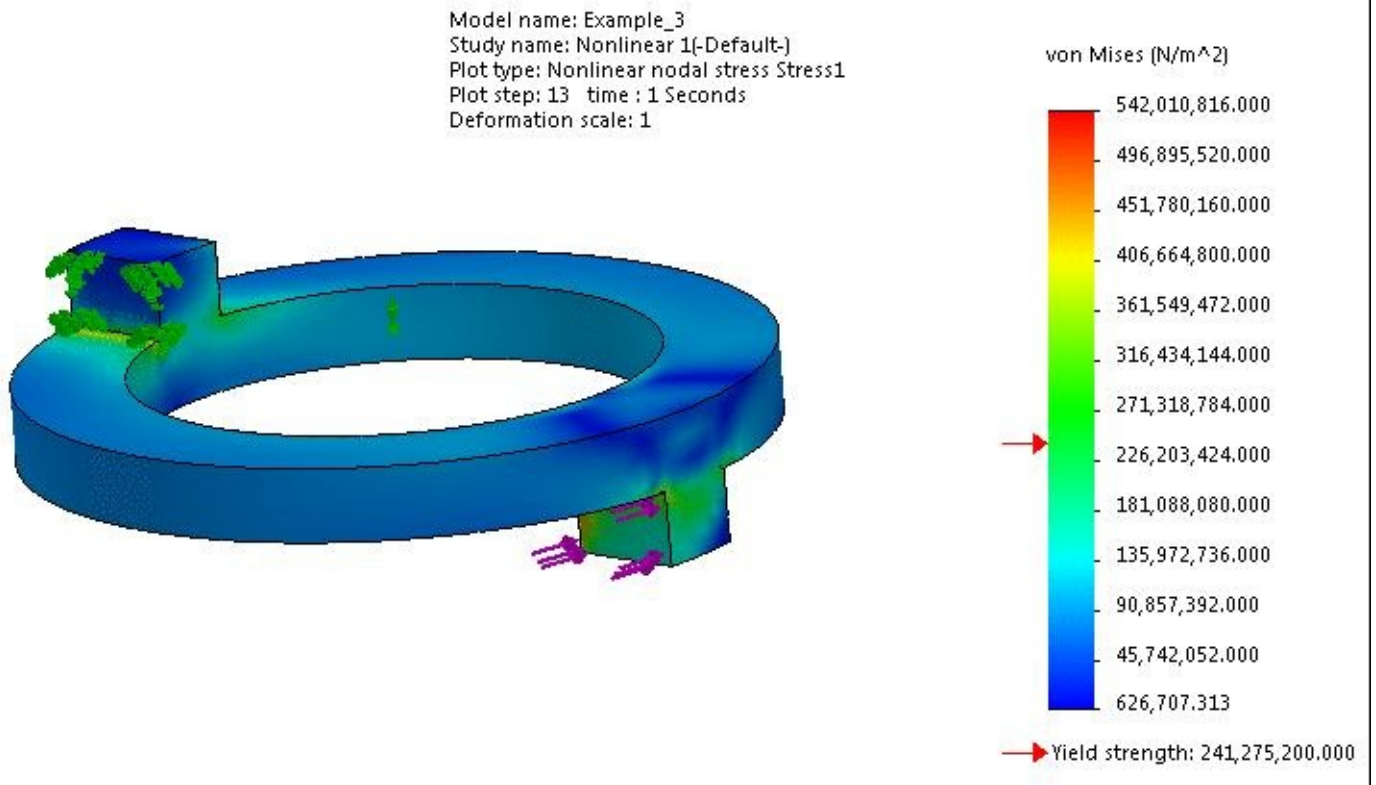 Model name: Example_3
Study name: Nonlinear 1(-Default-)
Plot type: Nonlinear nodal stress Stress1
Plot step: 13 time : 1 Seconds
Deformation scale: 1
von Mises (N/m^2)
542,010,816.000
496,895,520.000
451,780,160.000
406,664,800.000
361,549,472.000
316,434,144.000
271,318,784.000
226,203,424.000
181,088,080.000
135,972,736.000
90,857,392.000
45,742,052.000
626,707.313
Yield strength: 241,275,200.000